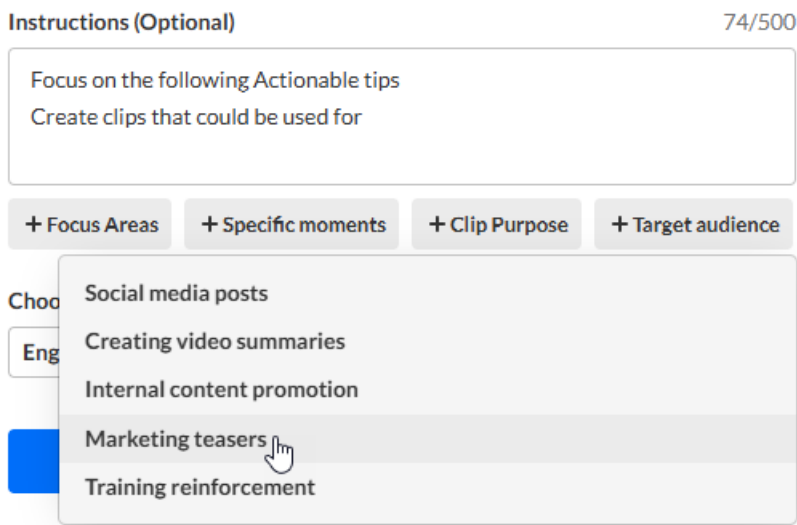 Instructions (Optional) 74/500
Focus on the following Actionable tips
Create clips that could be used for
+ Focus Areas + Specific moments + Clip Purpose + Target audience
Choo
Social media posts
Creating video summaries
Eng
Internal content promotion
Marketing teasers
Training reinforcement